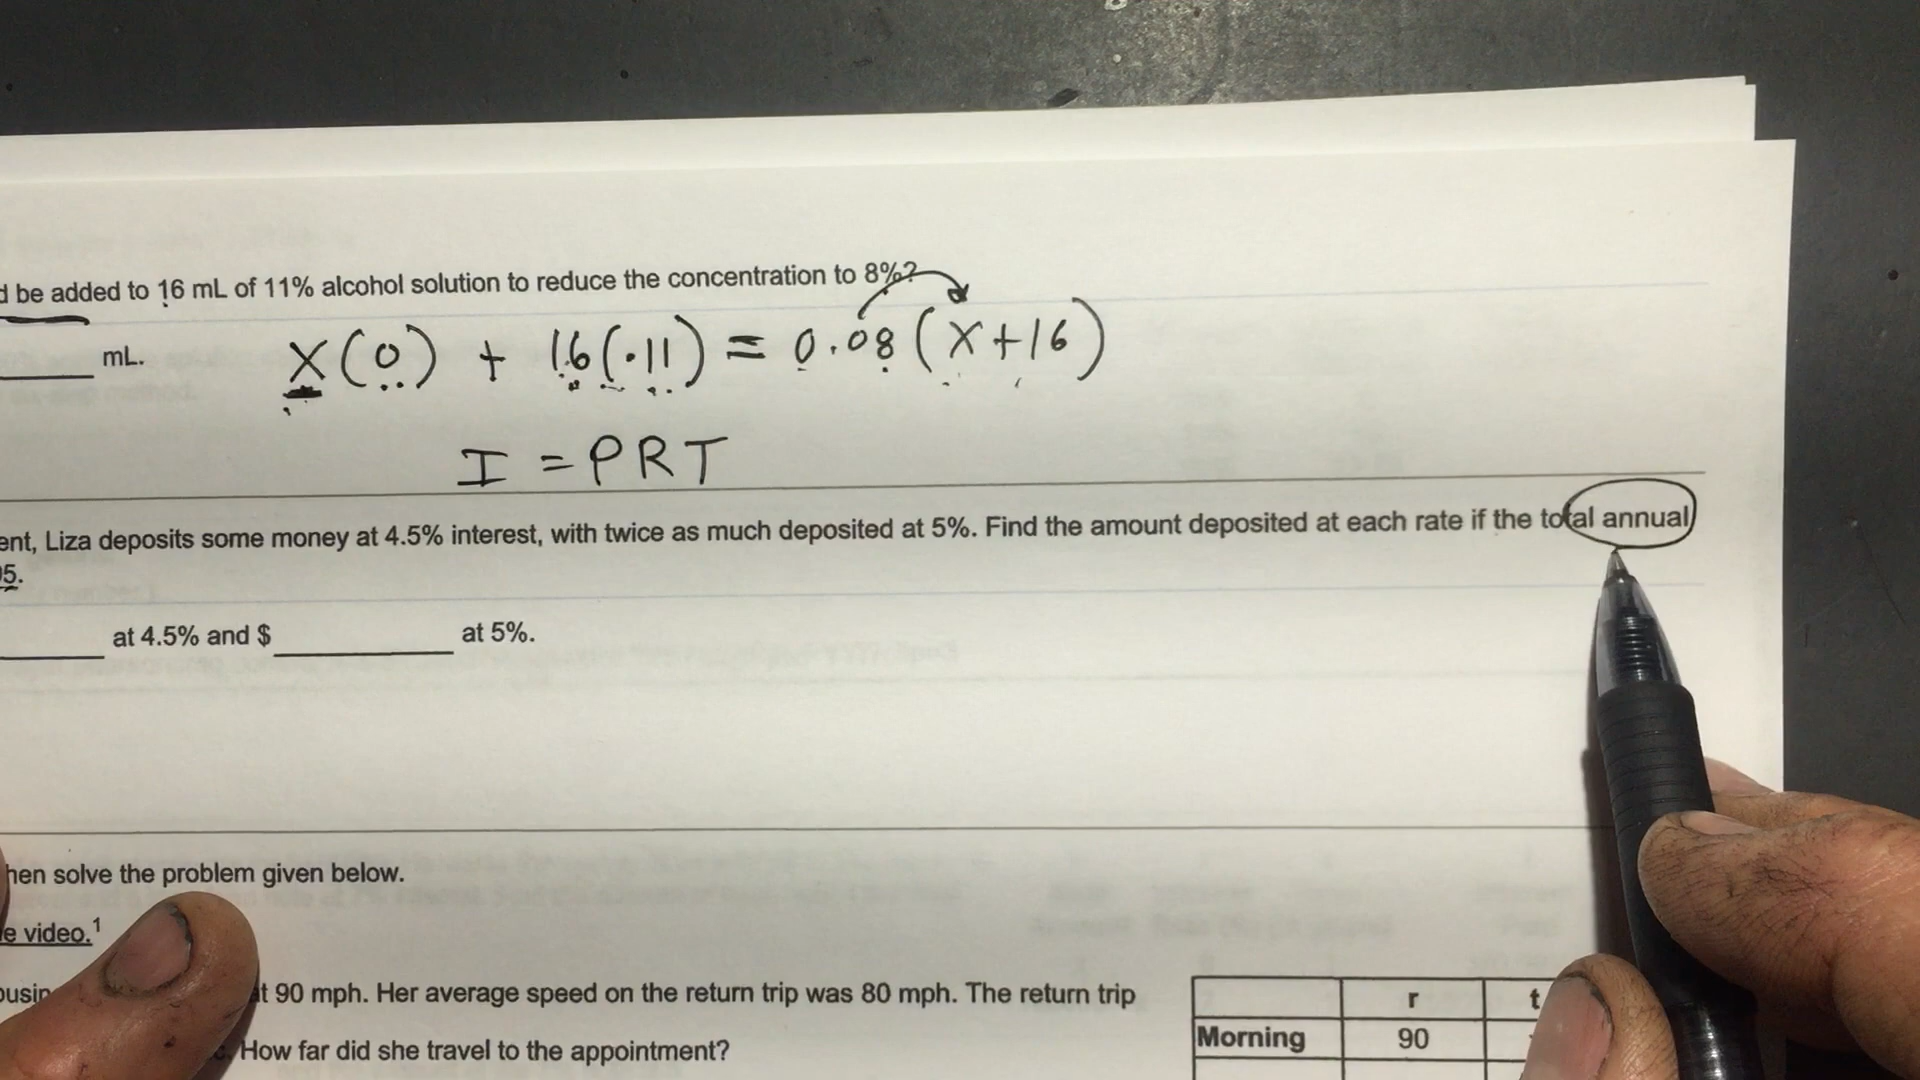 be added to 16 mL of 11% alcohol solution to reduce the concentration to 8%?
mL. X(0) + 16(.11) = 0.08(X+16)
I = PRT
ent, Liza deposits some money at 4.5% interest, with twice as much deposited at 5%. Find the amount deposited at each rate if the total annual
5.
at 4.5% and $ at 5%.
hen solve the problem given below.
e video.1
t 90 mph. Her average speed on the return trip was 80 mph. The return trip
How far did she travel to the appointment?
r t
Morning 90